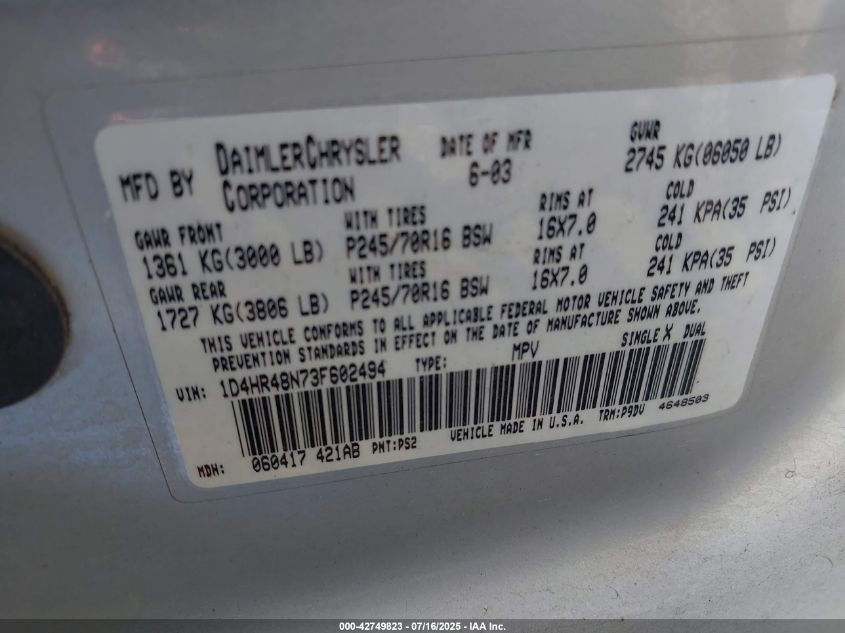 MFD BY DAIMLERCHRYSLER CORPORATION DATE OF MFR 6-03 GVWR 2745 KG(06050 LB)
GAWR FRONT WITH TIRES RIMS AT COLD
1361 KG(3000 LB) P245/70R16 BSW 16X7.0 241 KPA(35 PSI)
GAWR REAR WITH TIRES RIMS AT COLD
1727 KG(3806 LB) P245/70R16 BSW 16X7.0 241 KPA(35 PSI)
THIS VEHICLE CONFORMS TO ALL APPLICABLE FEDERAL MOTOR VEHICLE SAFETY AND THEFT
PREVENTION STANDARDS IN EFFECT ON THE DATE OF MANUFACTURE SHOWN ABOVE.
VIN: 1D4HR48N73F602494 TYPE: MPV SINGLE X DUAL
MDH: 060417 421AB PNT:PS2 VEHICLE MADE IN U.S.A. TRM:P9DV 4648503
000-42749823 - 07/16/2025 - IAA Inc.